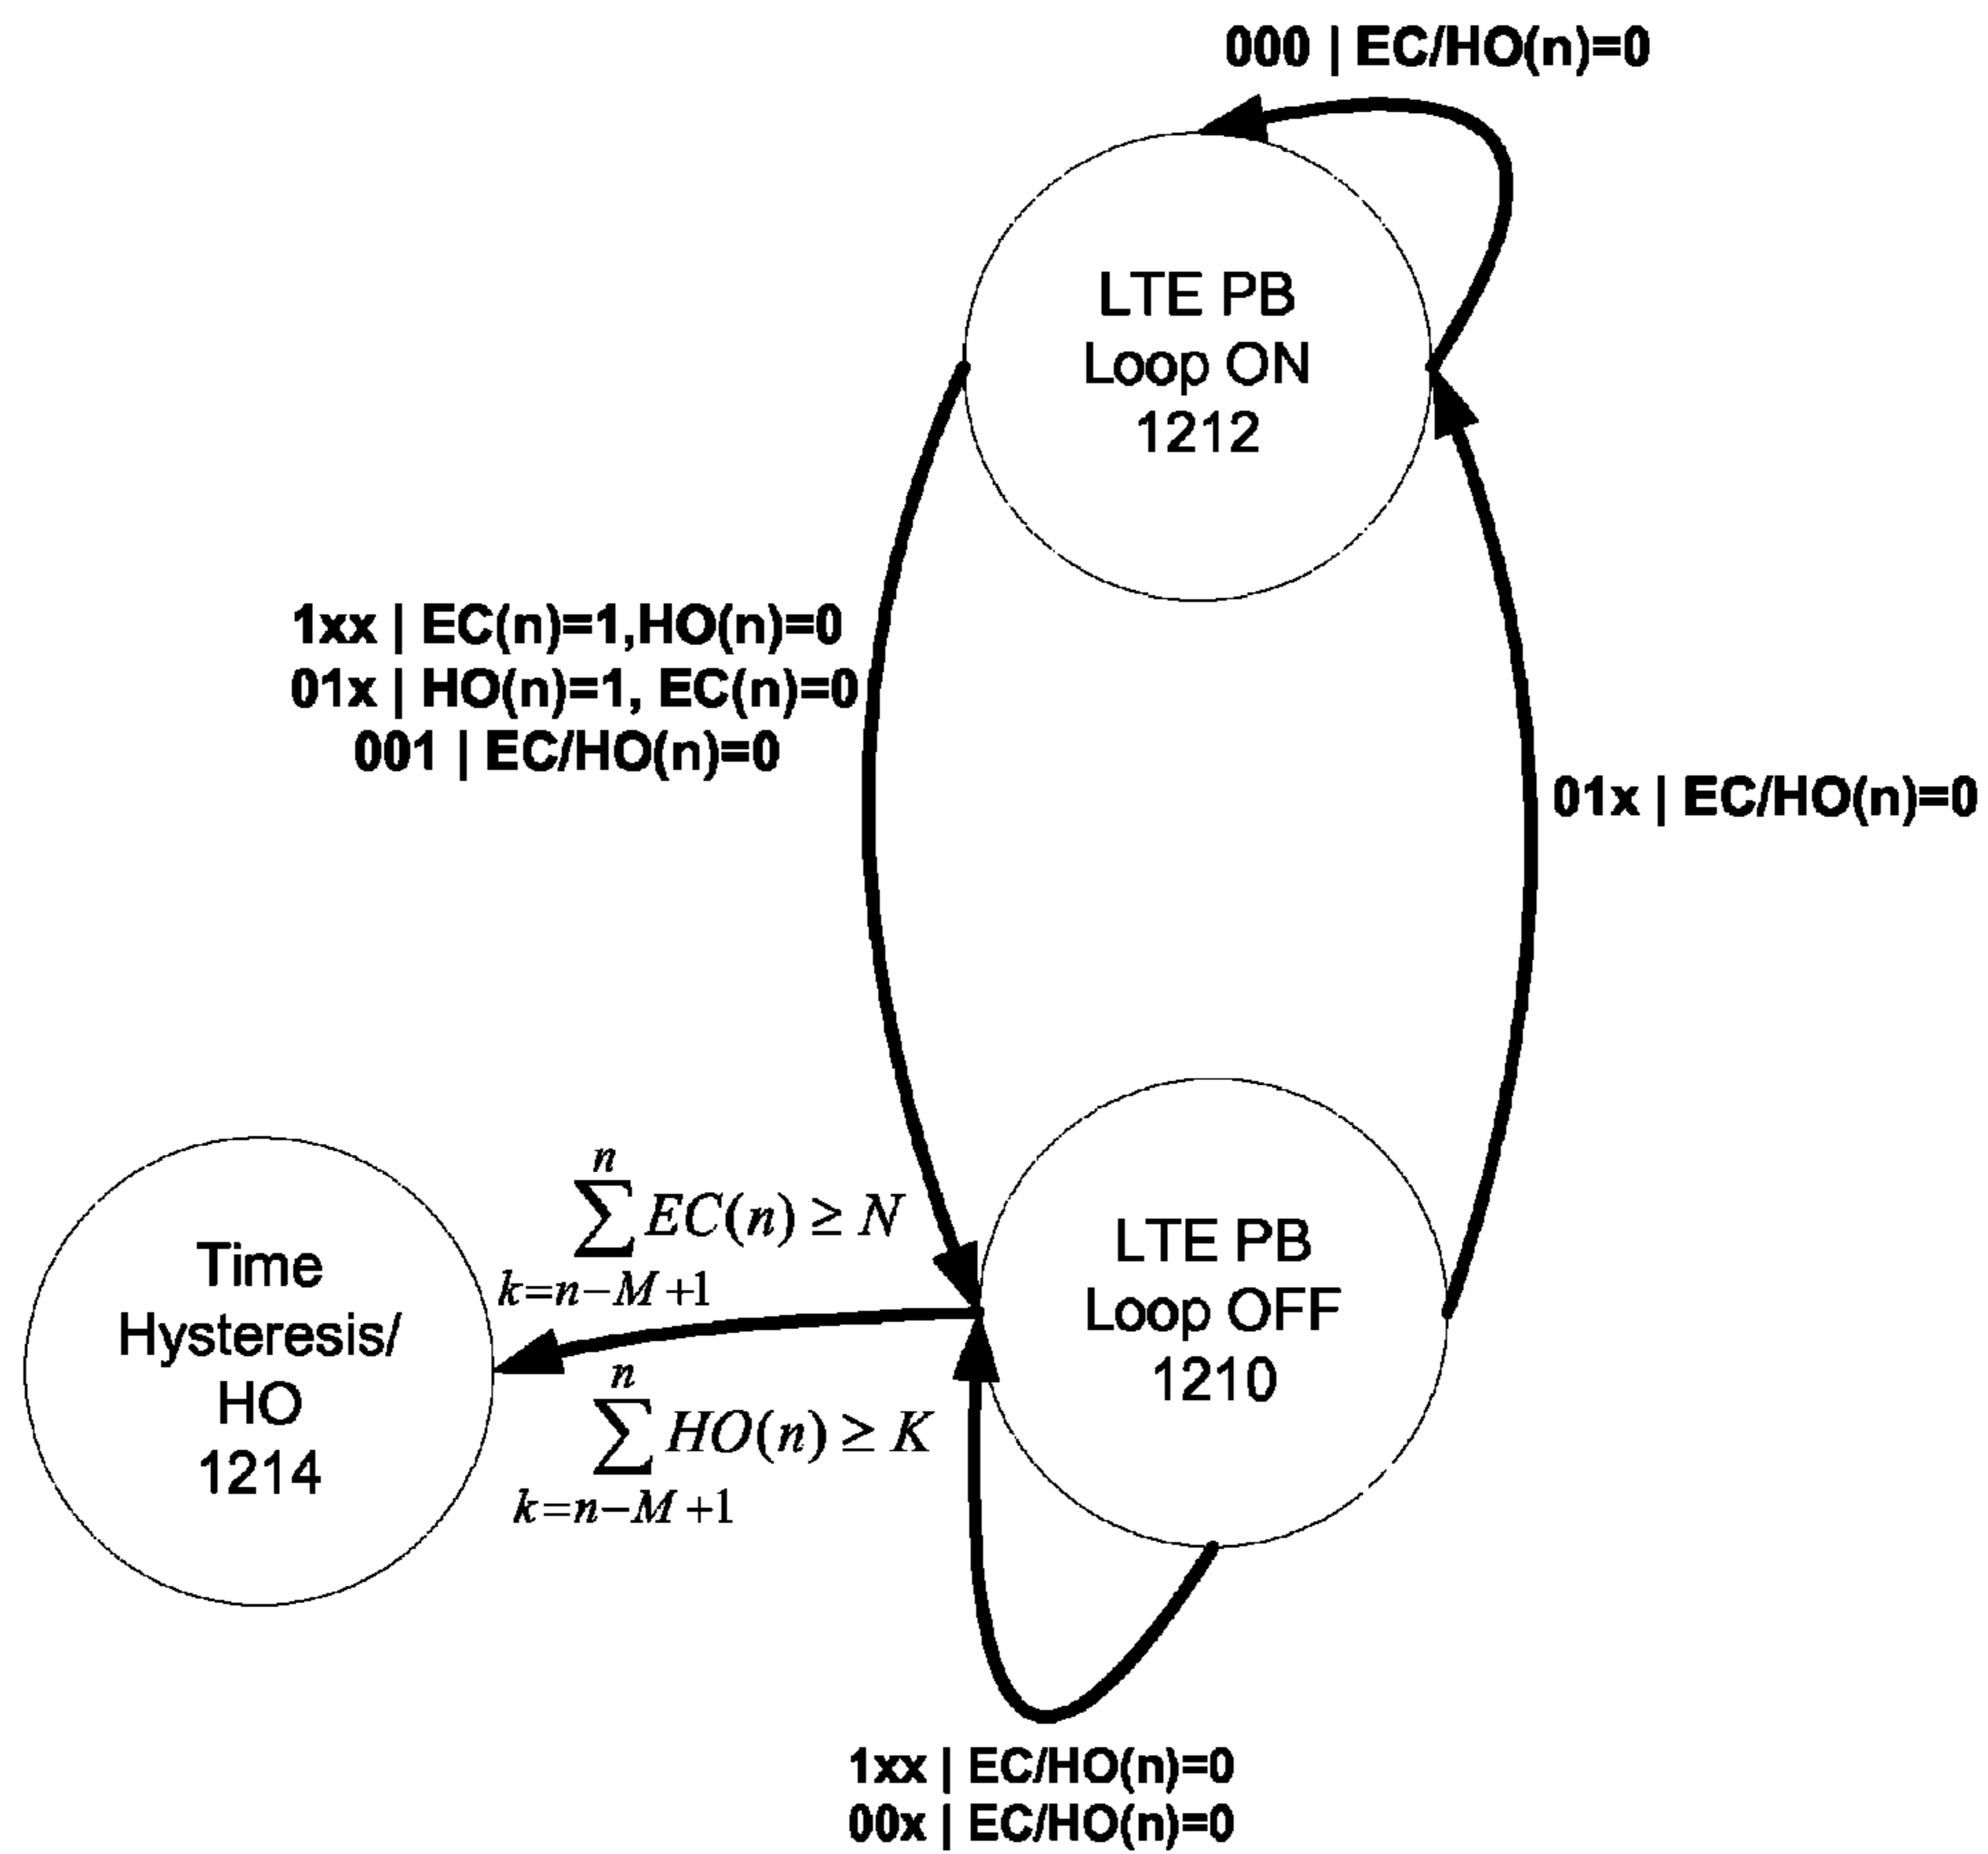 000 | EC/HO(n)=0
LTE PB
Loop ON
1212
1xx | EC(n)=1,HO(n)=0
01x | HO(n)=1, EC(n)=0
001 | EC/HO(n)=0
01x | EC/HO(n)=0
n
∑ EC(n) ≥ N
k=n−M+1
Time
Hysteresis/
HO
1214
LTE PB
Loop OFF
1210
n
∑ HO(n) ≥ K
k=n−M+1
1xx | EC/HO(n)=0
00x | EC/HO(n)=0